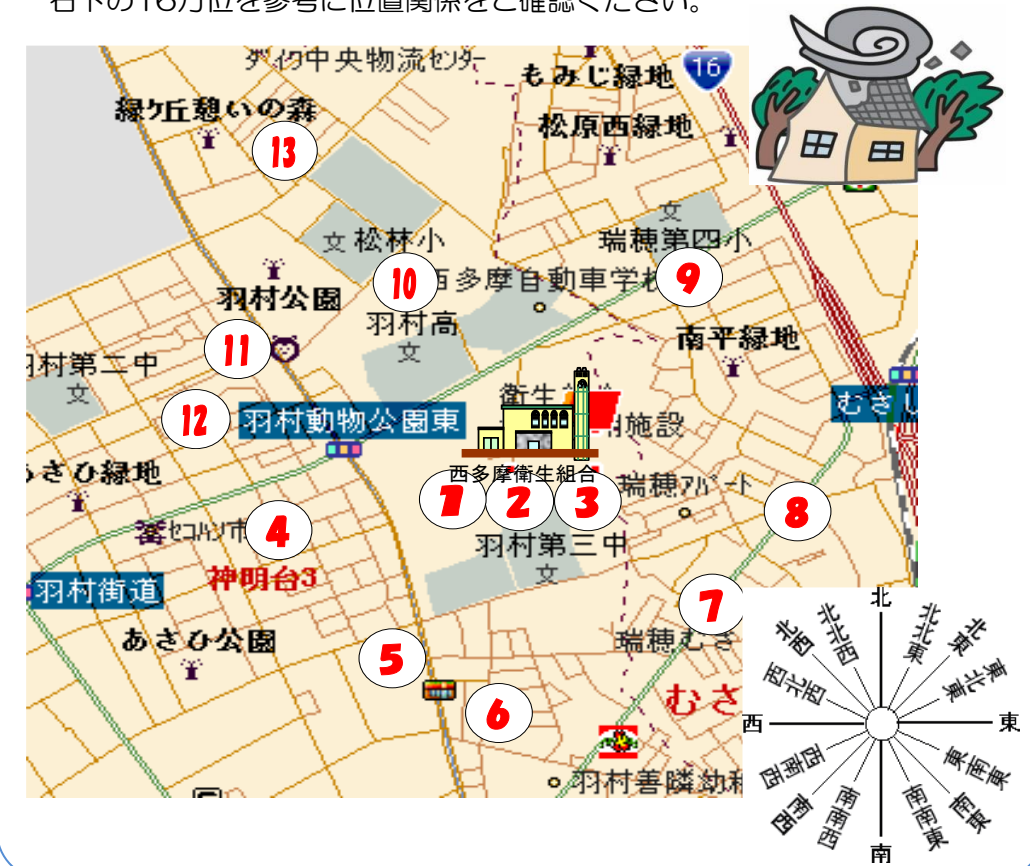 右下の16方位を参考に位置関係をご確認ください。
ダイワ中央物流センター
もみじ緑地
16
緑ケ丘憩いの森
松原西緑地
13
文
文 松林小
瑞穂第四小
10
西多摩自動車学校
9
羽村公園
羽村高
文
南平緑地
11
羽村第二中
文
12
羽村動物公園東
衛生
用施設
むさし
西多摩衛生組合
あさひ緑地
1
2
3
瑞穂アパート
8
4
羽村第三中
文
神明台3
羽村街道
7
あさひ公園
瑞穂むさ
5
6
むさ
羽村善隣幼稚
北
北北東
北東
東北東
東
東南東
南東
南南東
南
南南西
南西
西南西
西
西北西
北西
北北西